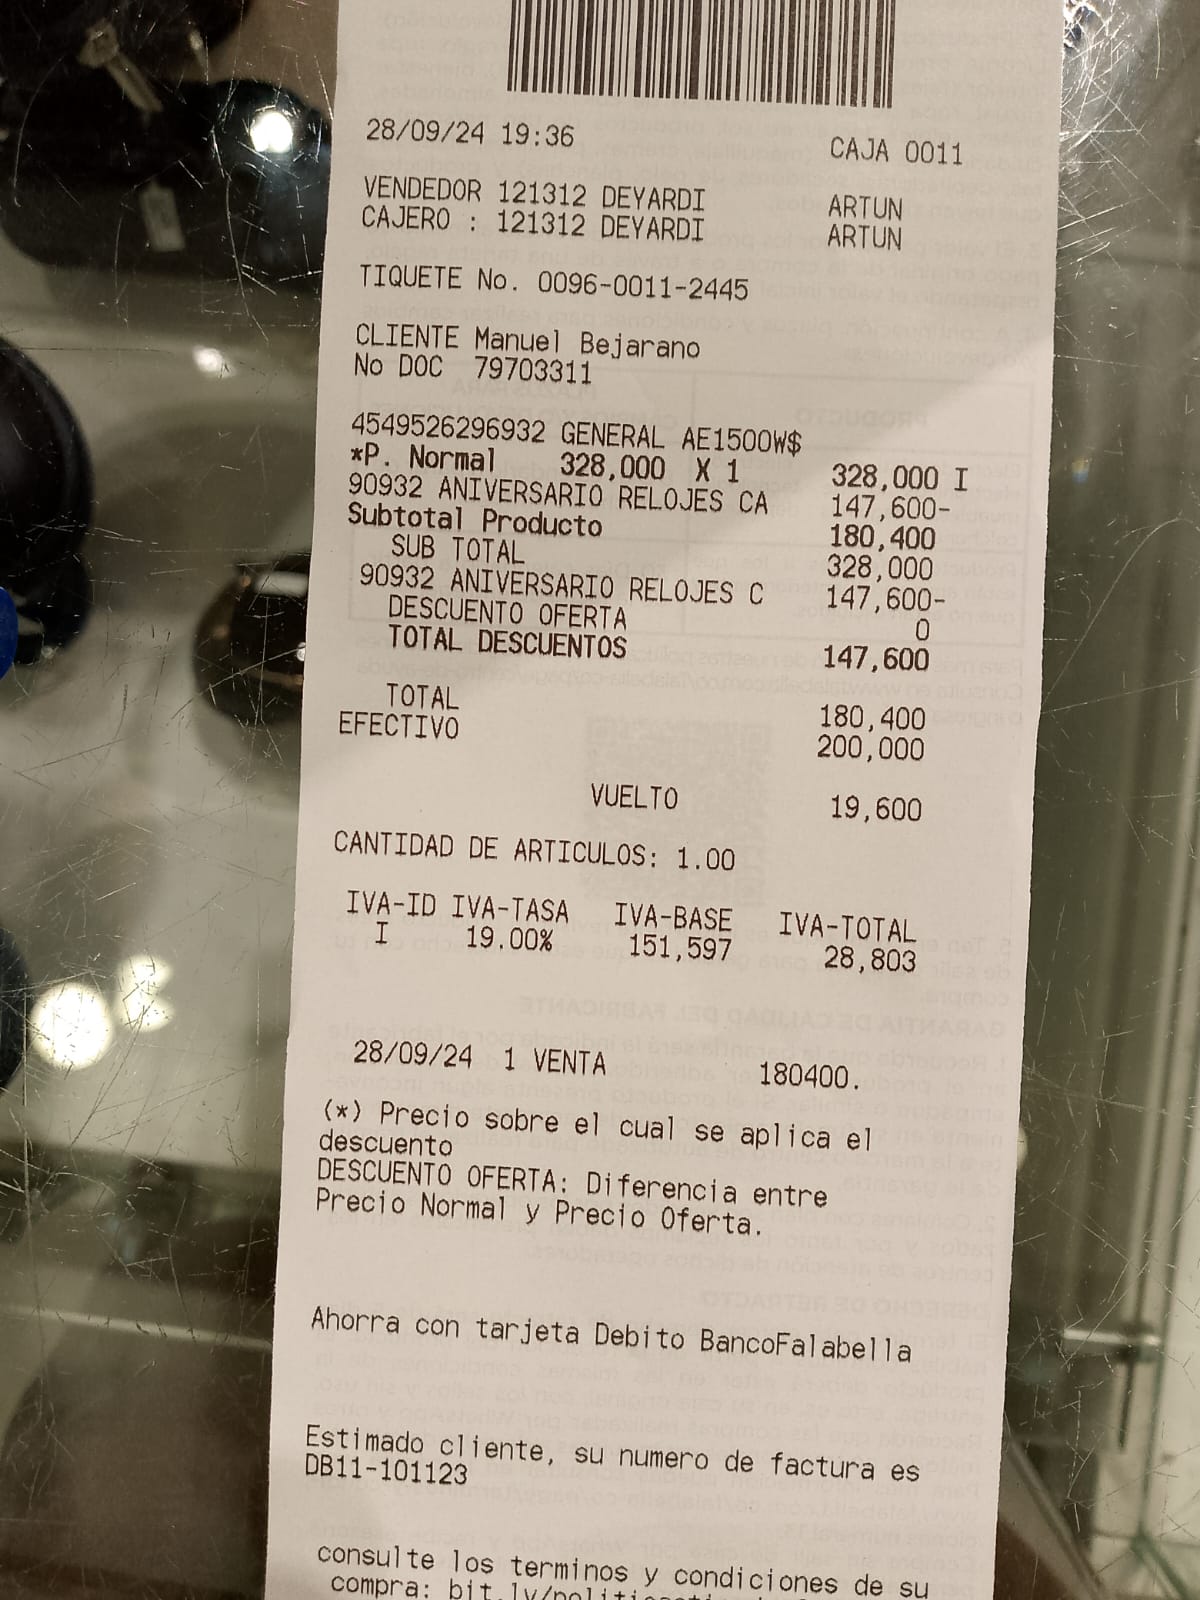 28/09/24 19:36 CAJA 0011
VENDEDOR 121312 DEYARDI ARTUN
CAJERO : 121312 DEYARDI ARTUN
TIQUETE No. 0096-0011-2445
CLIENTE Manuel Bejarano
No DOC 79703311
4549526296932 GENERAL AE1500W$
*P. Normal 328,000 X 1 328,000 I
90932 ANIVERSARIO RELOJES CA 147,600-
Subtotal Producto 180,400
SUB TOTAL 328,000
90932 ANIVERSARIO RELOJES C 147,600-
DESCUENTO OFERTA 0
TOTAL DESCUENTOS 147,600
TOTAL 180,400
EFECTIVO 200,000
VUELTO 19,600
CANTIDAD DE ARTICULOS: 1.00
IVA-ID IVA-TASA IVA-BASE IVA-TOTAL
I 19.00% 151,597 28,803
28/09/24 1 VENTA 180400.
(*) Precio sobre el cual se aplica el
descuento
DESCUENTO OFERTA: Diferencia entre
Precio Normal y Precio Oferta.
Ahorra con tarjeta Debito BancoFalabella
Estimado cliente, su numero de factura es
DB11-101123
consulte los terminos y condiciones de su
compra: